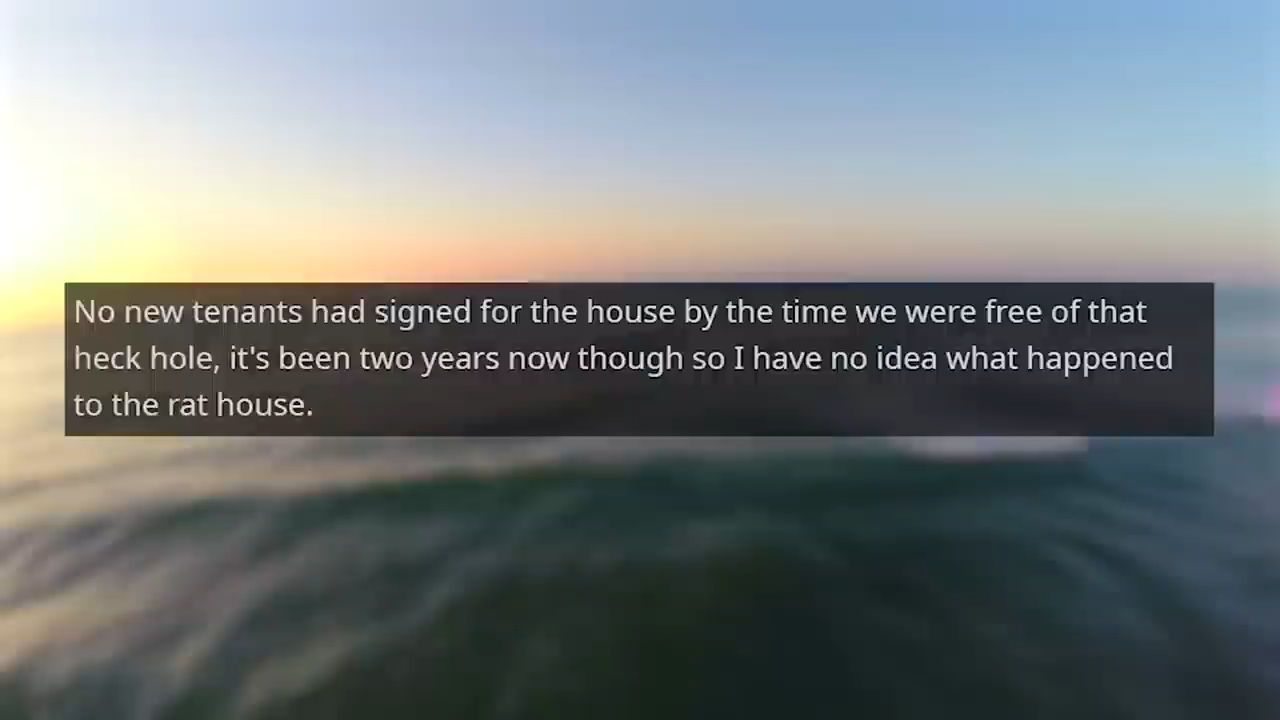 No new tenants had signed for the house by the time we were free of that
heck hole, it's been two years now though so I have no idea what happened
to the rat house.